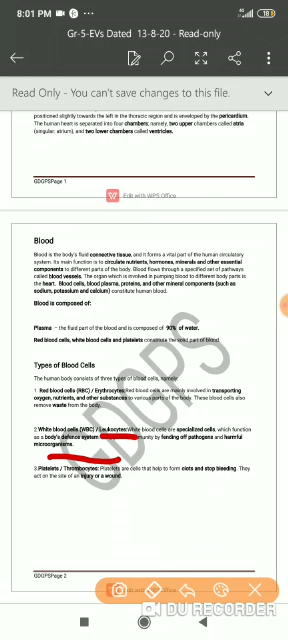 8:01 PM
18
Gr-5-EVs Dated 13-8-20 - Read-only
Read Only - You can't save changes to this file.
positioned slightly towards the left in the thoracic region and is enveloped by the pericardium.
The human heart is separated into four chambers; namely, two upper chambers called atria
(singular: atrium), and two lower chambers called ventricles.
GDGPSPage 1
Edit with WPS Office
Blood
Blood is the body's fluid connective tissue, and it forms a vital part of the human circulatory
system. Its main function is to circulate nutrients, hormones, minerals and other essential
components to different parts of the body. Blood flows through a specified set of pathways
called blood vessels. The organ which is involved in pumping blood to different body parts is
the heart. Blood cells, blood plasma, proteins, and other mineral components (such as
sodium, potassium and calcium) constitute human blood.
Blood is composed of:
Plasma – the fluid part of the blood and is composed of 90% of water.
Red blood cells, white blood cells and platelets constitute the solid part of blood.
Types of Blood Cells
The human body consists of three types of blood cells, namely:
1.Red blood cells (RBC) / Erythrocytes:Red blood cells are mainly involved in transporting
oxygen, nutrients, and other substances to various parts of the body. These blood cells also
remove waste from the body.
2.White blood cells (WBC) / Leukocytes:White blood cells are specialized cells, which function
as a body's defence system by fending off pathogens and harmful
microorganisms.
3.Platelets / Thrombocytes: Platelets are cells that help to form clots and stop bleeding. They
act on the site of an injury or a wound.
GDGPS
GDGPSPage 2
Edit with WPS Office
DU RECORDER